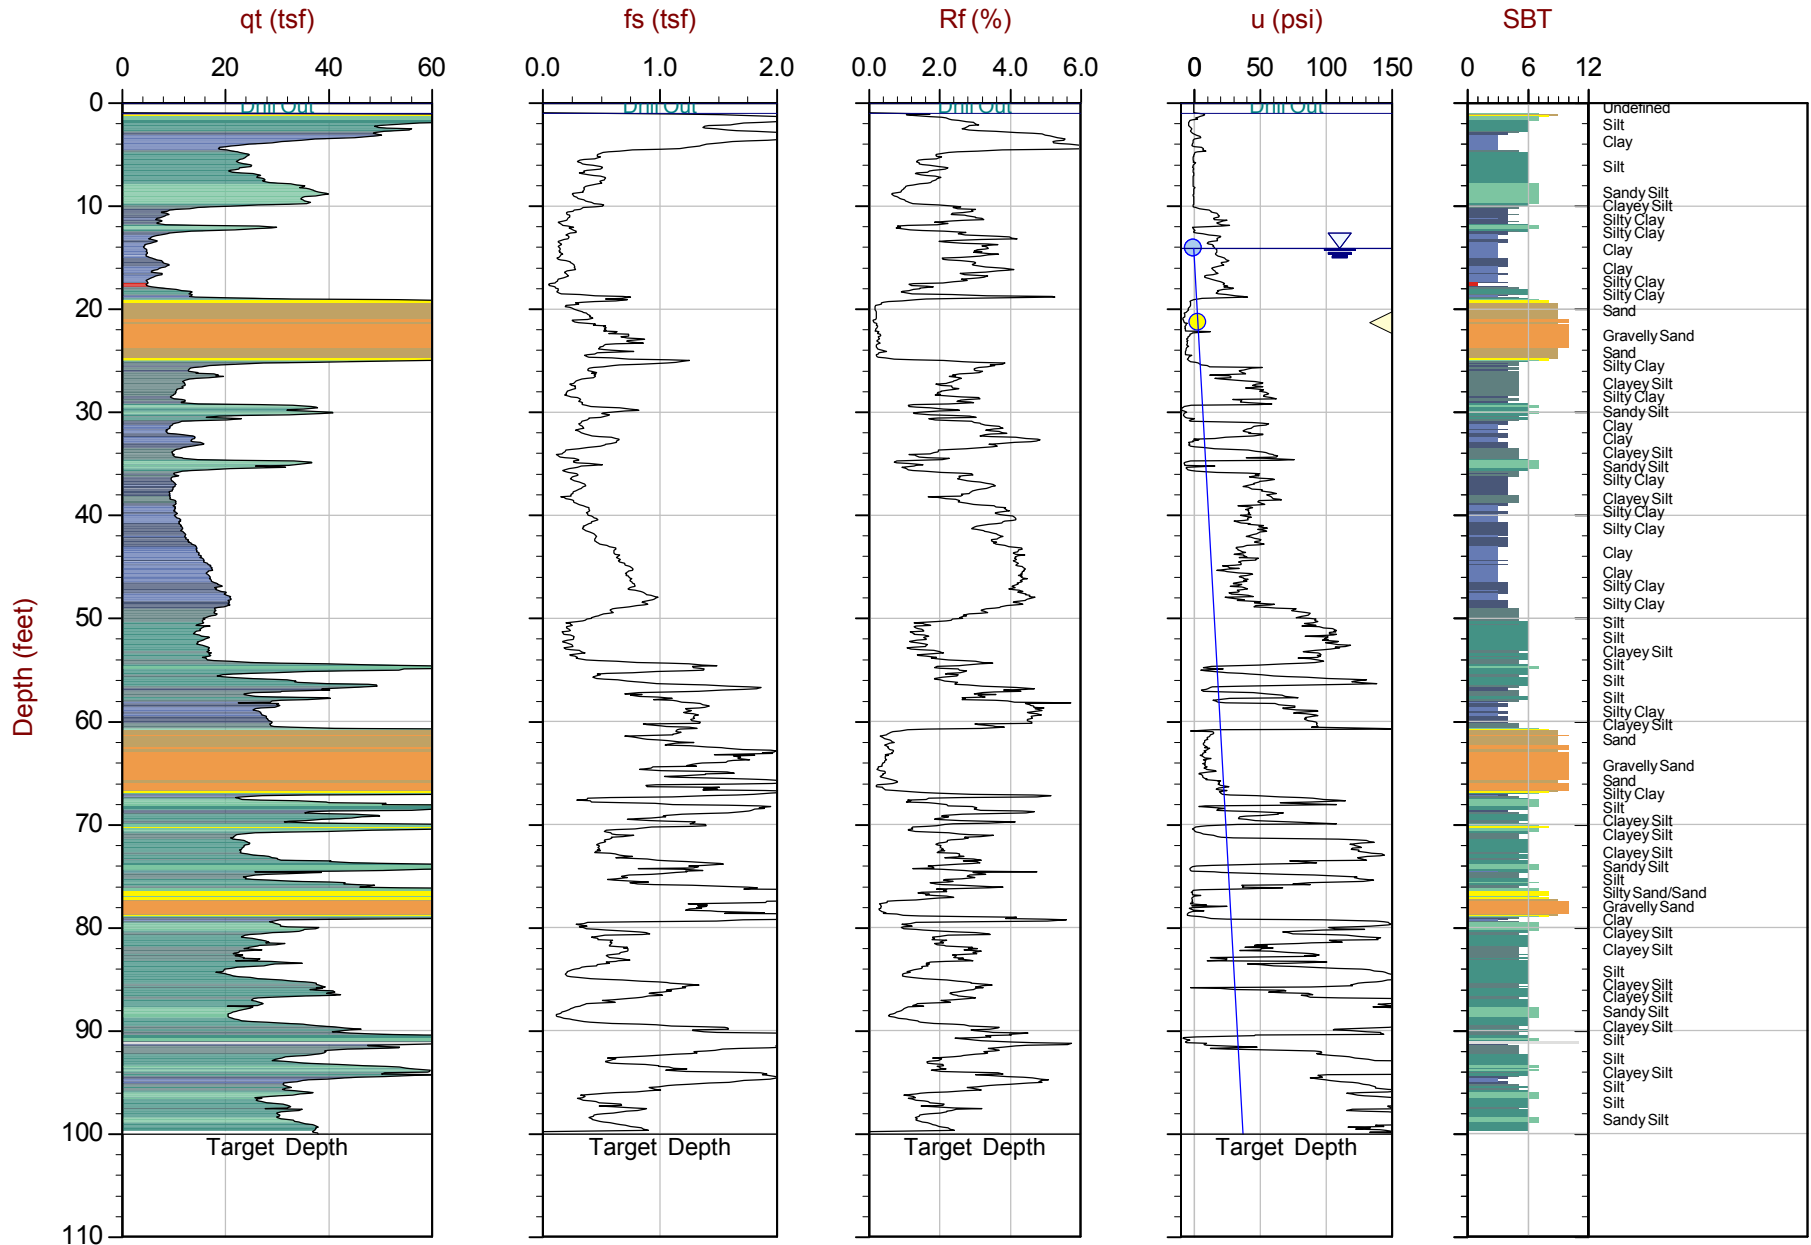 qt (tsf) fs (tsf) Rf (%) u (psi) SBT
0 20 40 60 0.0 1.0 2.0 0.0 2.0 4.0 6.0 0 50 100 150 0 6 12
Drill Out Drill Out Drill Out Drill Out
0
10
20
30
40
50
60
70
80
90
100
110
Depth (feet)
Undefined
Silt
Clay
Silt
Sandy Silt
Clayey Silt
Silty Clay
Silty Clay
Clay
Clay
Silty Clay
Silty Clay
Sand
Gravelly Sand
Sand
Silty Clay
Clayey Silt
Silty Clay
Sandy Silt
Clay
Clay
Clayey Silt
Sandy Silt
Silty Clay
Clayey Silt
Silty Clay
Silty Clay
Clay
Clay
Silty Clay
Silty Clay
Silt
Silt
Clayey Silt
Silt
Silt
Silt
Silty Clay
Clayey Silt
Sand
Gravelly Sand
Sand
Silty Clay
Silt
Clayey Silt
Clayey Silt
Clayey Silt
Sandy Silt
Silt
Silty Sand/Sand
Gravelly Sand
Clay
Clayey Silt
Clayey Silt
Silt
Clayey Silt
Clayey Silt
Sandy Silt
Clayey Silt
Silt
Silt
Clayey Silt
Silt
Silt
Sandy Silt
Target Depth Target Depth Target Depth Target Depth